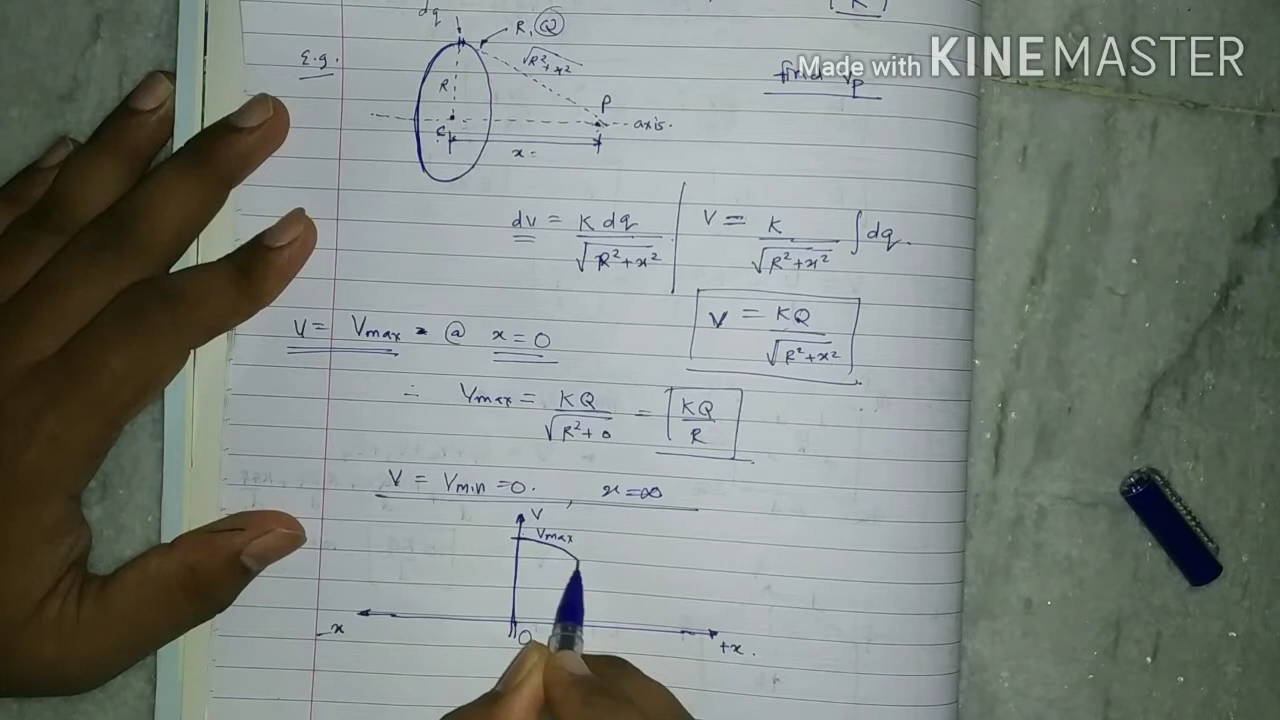 K
dq
R, Q
Made with KINEMASTER
E.g.
√R²+x²
find Vp
R
P
C
axis.
x
dv = K dq / √R²+x²
V = K / √R²+x² ∫dq.
V = KQ / √R²+x²
V = Vmax @ x=0
∴ Vmax = KQ / √R²+0 = KQ / R
V = Vmin = 0. , x=∞
V
Vmax
-x
O
+x.